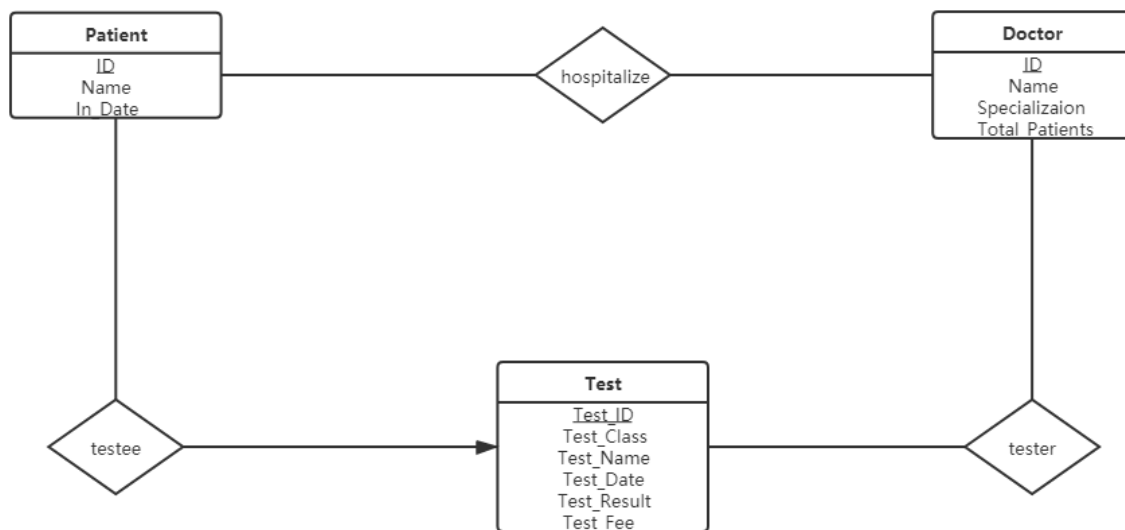 Patient
ID
Name
In_Date
hospitalize
Doctor
ID
Name
Specializaion
Total_Patients
testee
Test
Test_ID
Test_Class
Test_Name
Test_Date
Test_Result
Test_Fee
tester